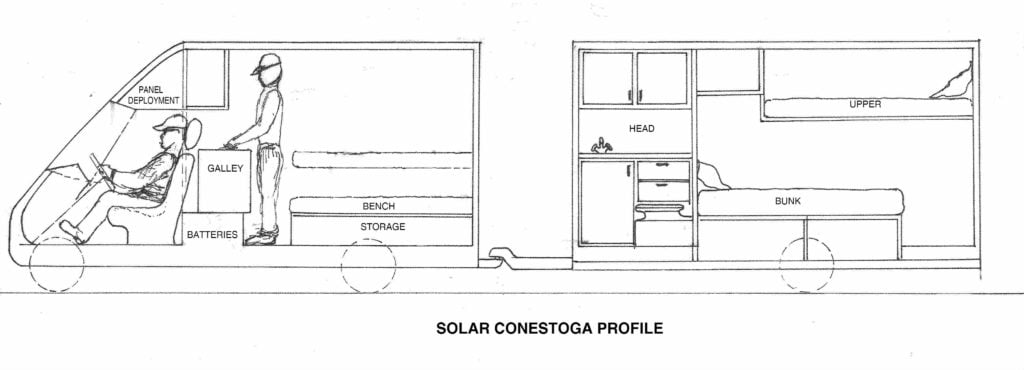 PANEL
DEPLOYMENT
GALLEY
BATTERIES
BENCH
STORAGE
HEAD
UPPER
BUNK
SOLAR CONESTOGA PROFILE